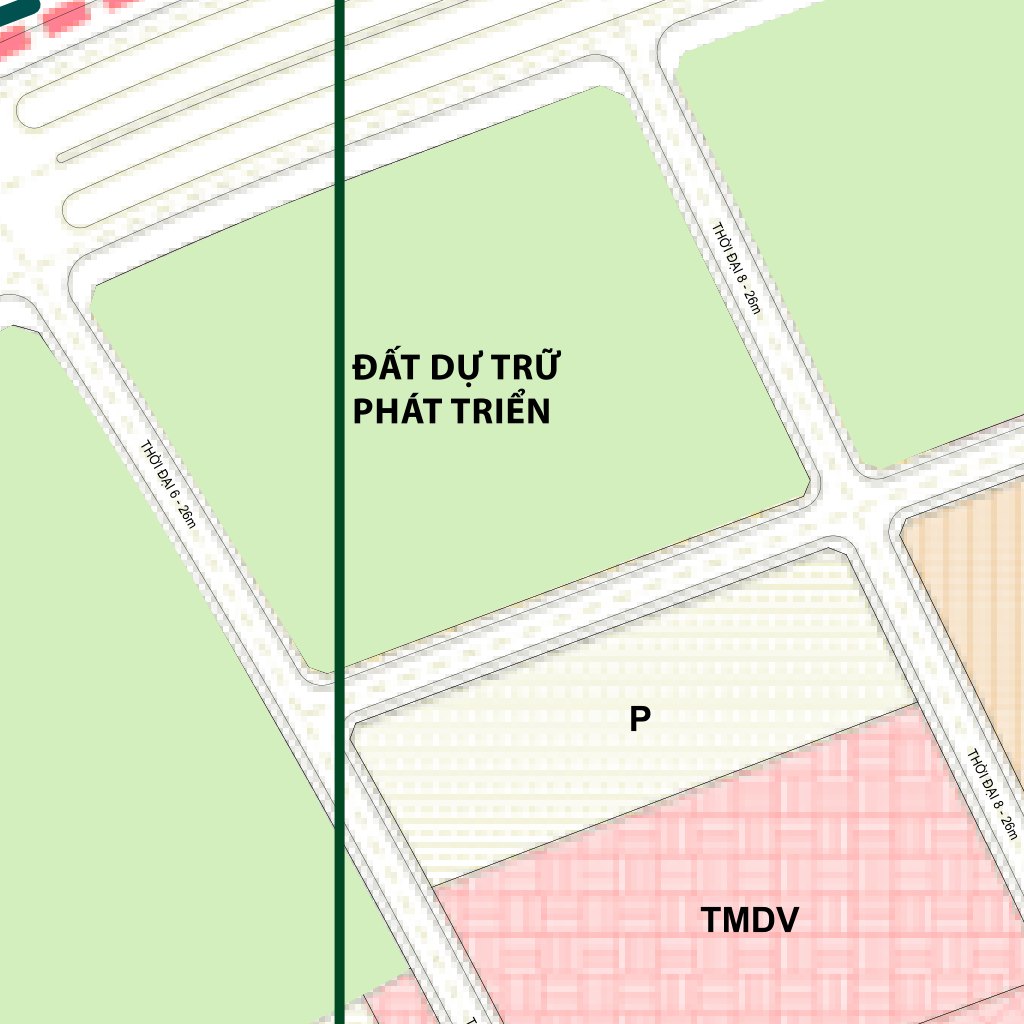 THỜI ĐẠI 8 - 26m
ĐẤT DỰ TRỮ
PHÁT TRIỂN
THỜI ĐẠI 6 - 26m
P
THỜI ĐẠI 8 - 26m
TMDV